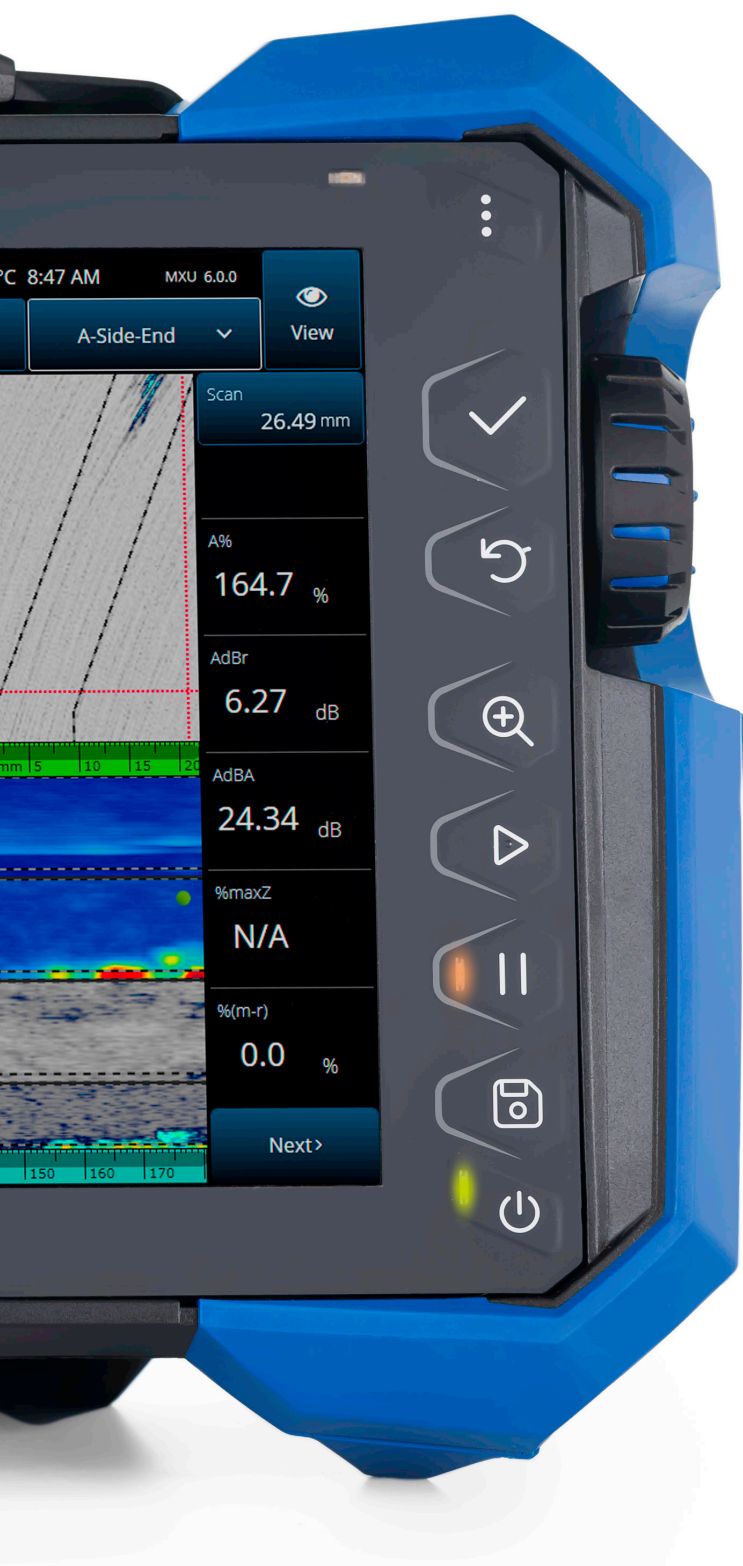 °C 8:47 AM MXU 6.0.0
A-Side-End
View
Scan
26.49 mm
A%
164.7 %
AdBr
6.27 dB
AdBA
24.34 dB
%maxZ
N/A
%(m-r)
0.0 %
Next>
mm 5 10 15 20
150 160 170